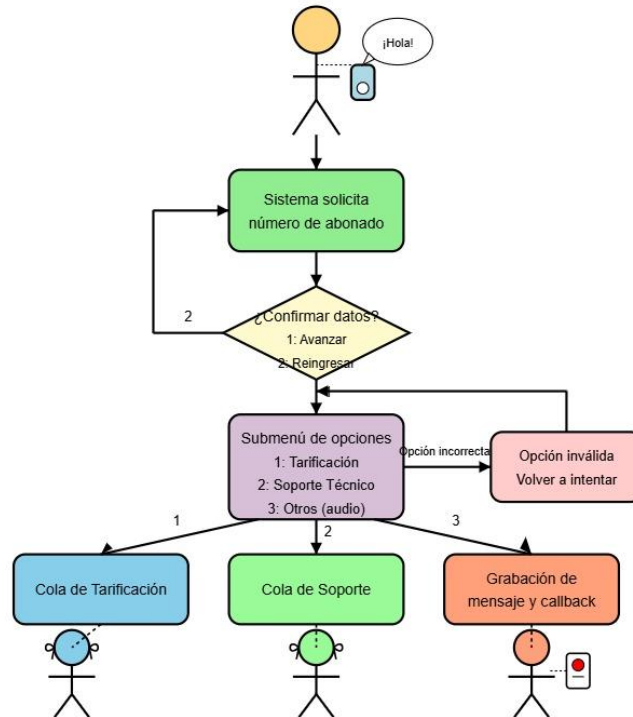 ¡Hola!
Sistema solicita
número de abonado
¿Confirmar datos?
1: Avanzar
2: Reingresar
2
Submenú de opciones
1: Tarificación
2: Soporte Técnico
3: Otros (audio)
Opción incorrecta
Opción inválida
Volver a intentar
1
2
3
Cola de Tarificación
Cola de Soporte
Grabación de
mensaje y callback